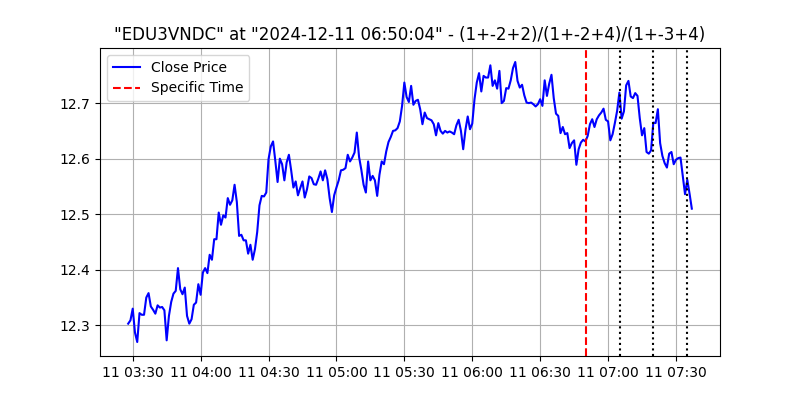 "EDU3VNDC" at "2024-12-11 06:50:04" - (1+-2+2)/(1+-2+4)/(1+-3+4)
Close Price
Specific Time
12.7
12.6
12.5
12.4
12.3
11 03:30 11 04:00 11 04:30 11 05:00 11 05:30 11 06:00 11 06:30 11 07:00 11 07:30